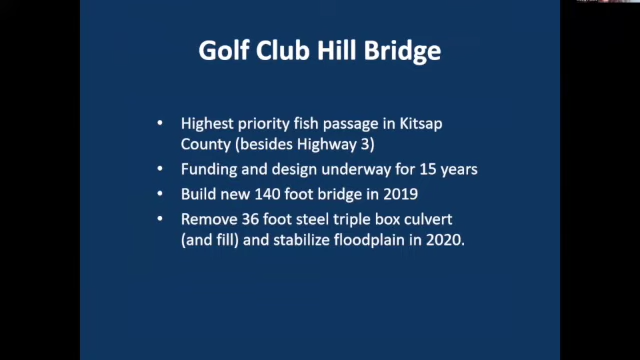 Golf Club Hill Bridge
• Highest priority fish passage in Kitsap
County (besides Highway 3)
• Funding and design underway for 15 years
• Build new 140 foot bridge in 2019
• Remove 36 foot steel triple box culvert
(and fill) and stabilize floodplain in 2020.